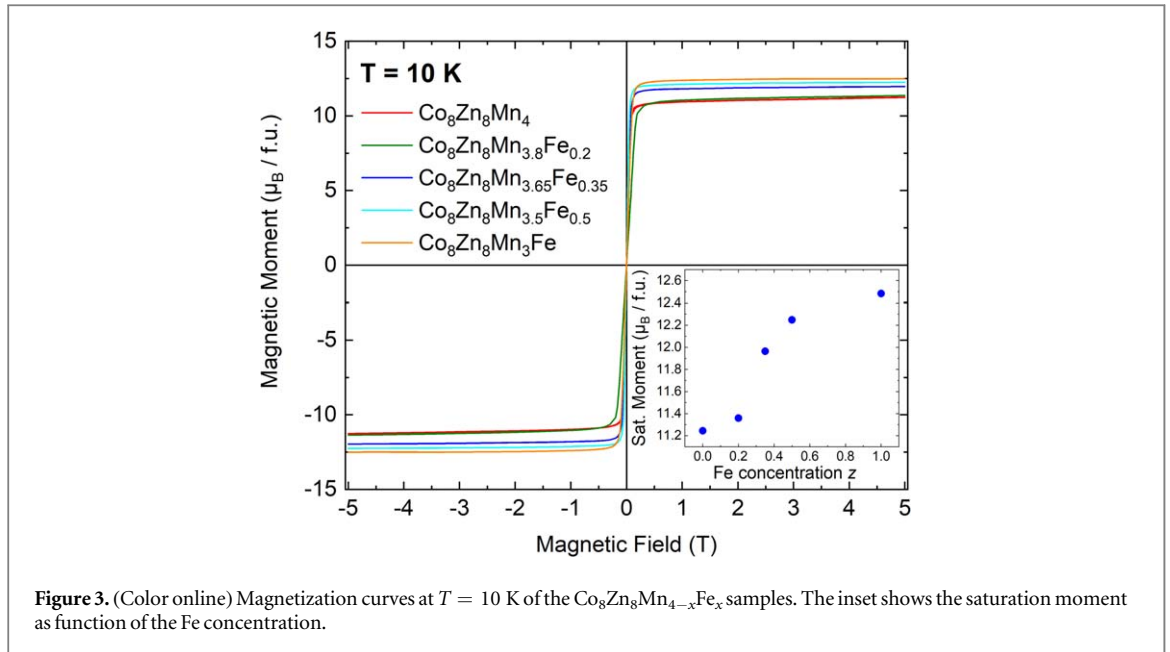 15
10
5
0
-5
-10
-15
Magnetic Moment (μ_B / f.u.)
T = 10 K
Co₈Zn₈Mn₄
Co₈Zn₈Mn₃.₈Fe₀.₂
Co₈Zn₈Mn₃.₆₅Fe₀.₃₅
Co₈Zn₈Mn₃.₅Fe₀.₅
Co₈Zn₈Mn₃Fe
Sat. Moment (μ_B / f.u.)
12.6
12.4
12.2
12.0
11.8
11.6
11.4
11.2
0.0 0.2 0.4 0.6 0.8 1.0
Fe concentration z
-5 -4 -3 -2 -1 0 1 2 3 4 5
Magnetic Field (T)
Figure 3. (Color online) Magnetization curves at T = 10 K of the Co₈Zn₈Mn₄₋ₓFeₓ samples. The inset shows the saturation moment
as function of the Fe concentration.